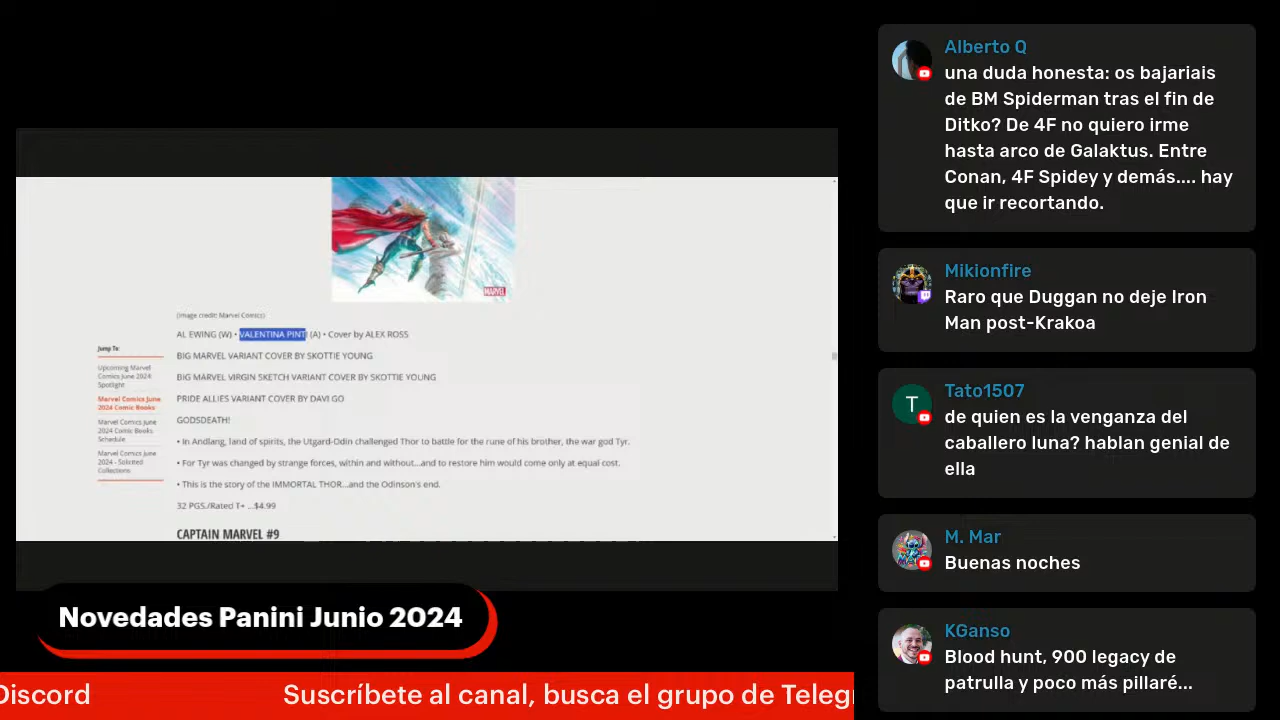 MARVEL
(Image credit: Marvel Comics)
AL EWING (W) • VALENTINA PINTI (A) • Cover by ALEX ROSS
BIG MARVEL VARIANT COVER BY SKOTTIE YOUNG
BIG MARVEL VIRGIN SKETCH VARIANT COVER BY SKOTTIE YOUNG
PRIDE ALLIES VARIANT COVER BY DAVI GO
GODSDEATH!
• In Andlang, land of spirits, the Utgard-Odin challenged Thor to battle for the rune of his brother, the war god Tyr.
• For Tyr was changed by strange forces, within and without...and to restore him would come only at equal cost.
• This is the story of the IMMORTAL THOR...and the Odinson's end.
32 PGS./Rated T+ ...$4.99
CAPTAIN MARVEL #9
Jump To:
Upcoming Marvel
Comics June 2024
Spotlight
Marvel Comics June
2024 Comic Books
Marvel Comics June
2024 Comic Books
Schedule
Marvel Comics June
2024 - Solicited
Collections
Novedades Panini Junio 2024
Discord
Suscríbete al canal, busca el grupo de Telegr
Alberto Q
una duda honesta: os bajariais
de BM Spiderman tras el fin de
Ditko? De 4F no quiero irme
hasta arco de Galaktus. Entre
Conan, 4F Spidey y demás.... hay
que ir recortando.
Mikionfire
Raro que Duggan no deje Iron
Man post-Krakoa
T
Tato1507
de quien es la venganza del
caballero luna? hablan genial de
ella
M. Mar
Buenas noches
KGanso
Blood hunt, 900 legacy de
patrulla y poco más pillaré...